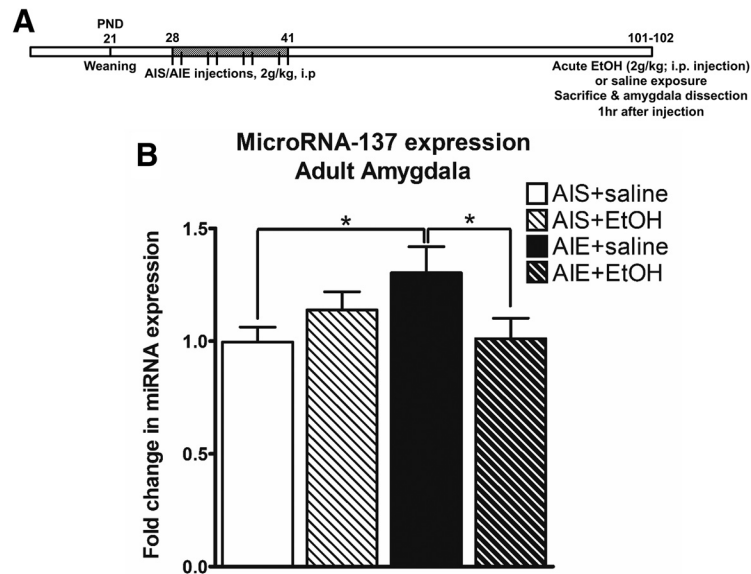 A
PND
21
28
41
101-102
Weaning
AIS/AIE injections, 2g/kg, i.p
Acute EtOH (2g/kg; i.p. injection)
or saline exposure
Sacrifice & amygdala dissection
1hr after injection
B
MicroRNA-137 expression
Adult Amygdala
AIS+saline
AIS+EtOH
AIE+saline
AIE+EtOH
Fold change in miRNA expression
1.5
1.0
0.5
0.0
*
*